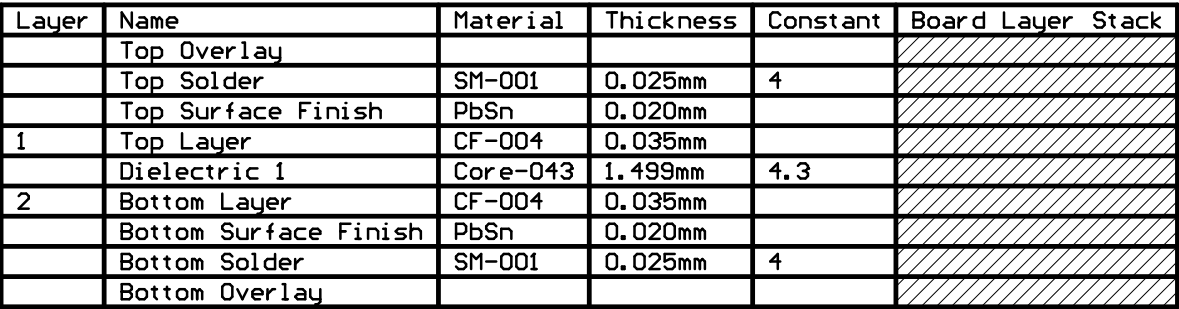 Layer Name Material Thickness Constant Board Layer Stack
Top Overlay
Top Solder SM-001 0.025mm 4
Top Surface Finish PbSn 0.020mm
1 Top Layer CF-004 0.035mm
Dielectric 1 Core-043 1.499mm 4.3
2 Bottom Layer CF-004 0.035mm
Bottom Surface Finish PbSn 0.020mm
Bottom Solder SM-001 0.025mm 4
Bottom Overlay